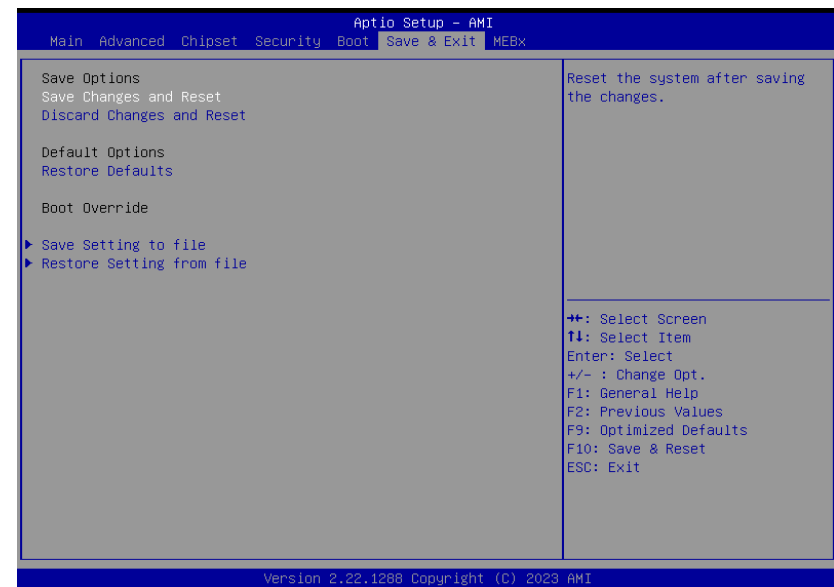 Aptio Setup – AMI
Main Advanced Chipset Security Boot Save & Exit MEBx
Save Options
Save Changes and Reset
Discard Changes and Reset
Default Options
Restore Defaults
Boot Override
▶ Save Setting to file
▶ Restore Setting from file
Reset the system after saving
the changes.
→←: Select Screen
↑↓: Select Item
Enter: Select
+/- : Change Opt.
F1: General Help
F2: Previous Values
F9: Optimized Defaults
F10: Save & Reset
ESC: Exit
Version 2.22.1288 Copyright (C) 2023 AMI